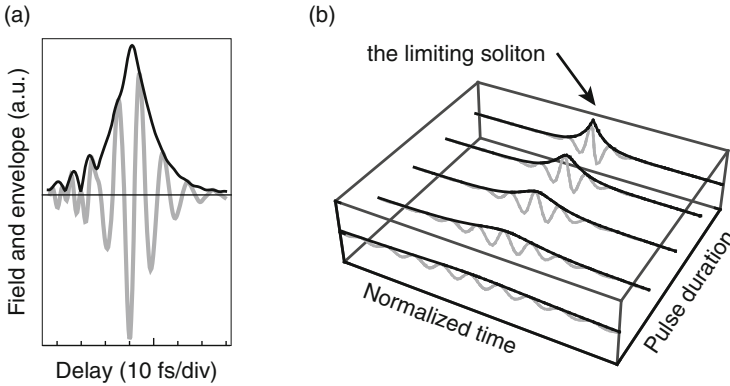 (a)
Field and envelope (a.u.)
Delay (10 fs/div)
(b)
the limiting soliton
Normalized time
Pulse duration